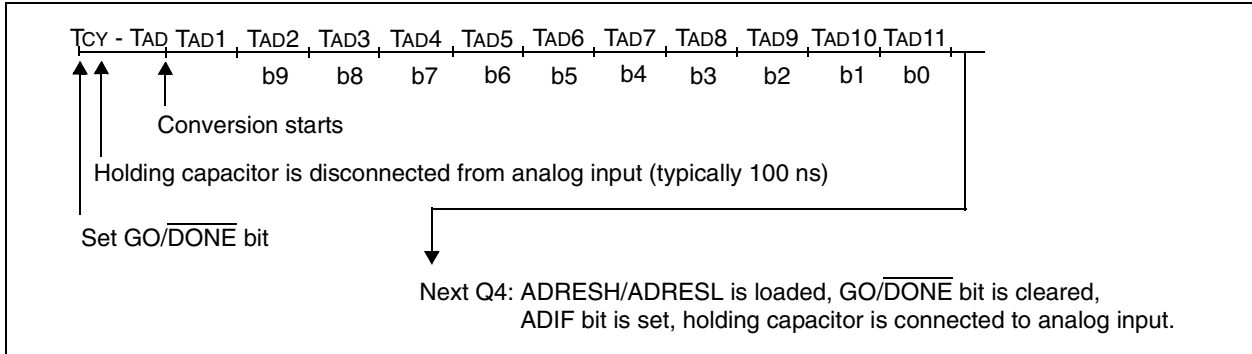 TCY - TAD TAD1 TAD2 TAD3 TAD4 TAD5 TAD6 TAD7 TAD8 TAD9 TAD10 TAD11
b9 b8 b7 b6 b5 b4 b3 b2 b1 b0
Conversion starts
Holding capacitor is disconnected from analog input (typically 100 ns)
Set GO/DONE bit
Next Q4: ADRESH/ADRESL is loaded, GO/DONE bit is cleared,
ADIF bit is set, holding capacitor is connected to analog input.